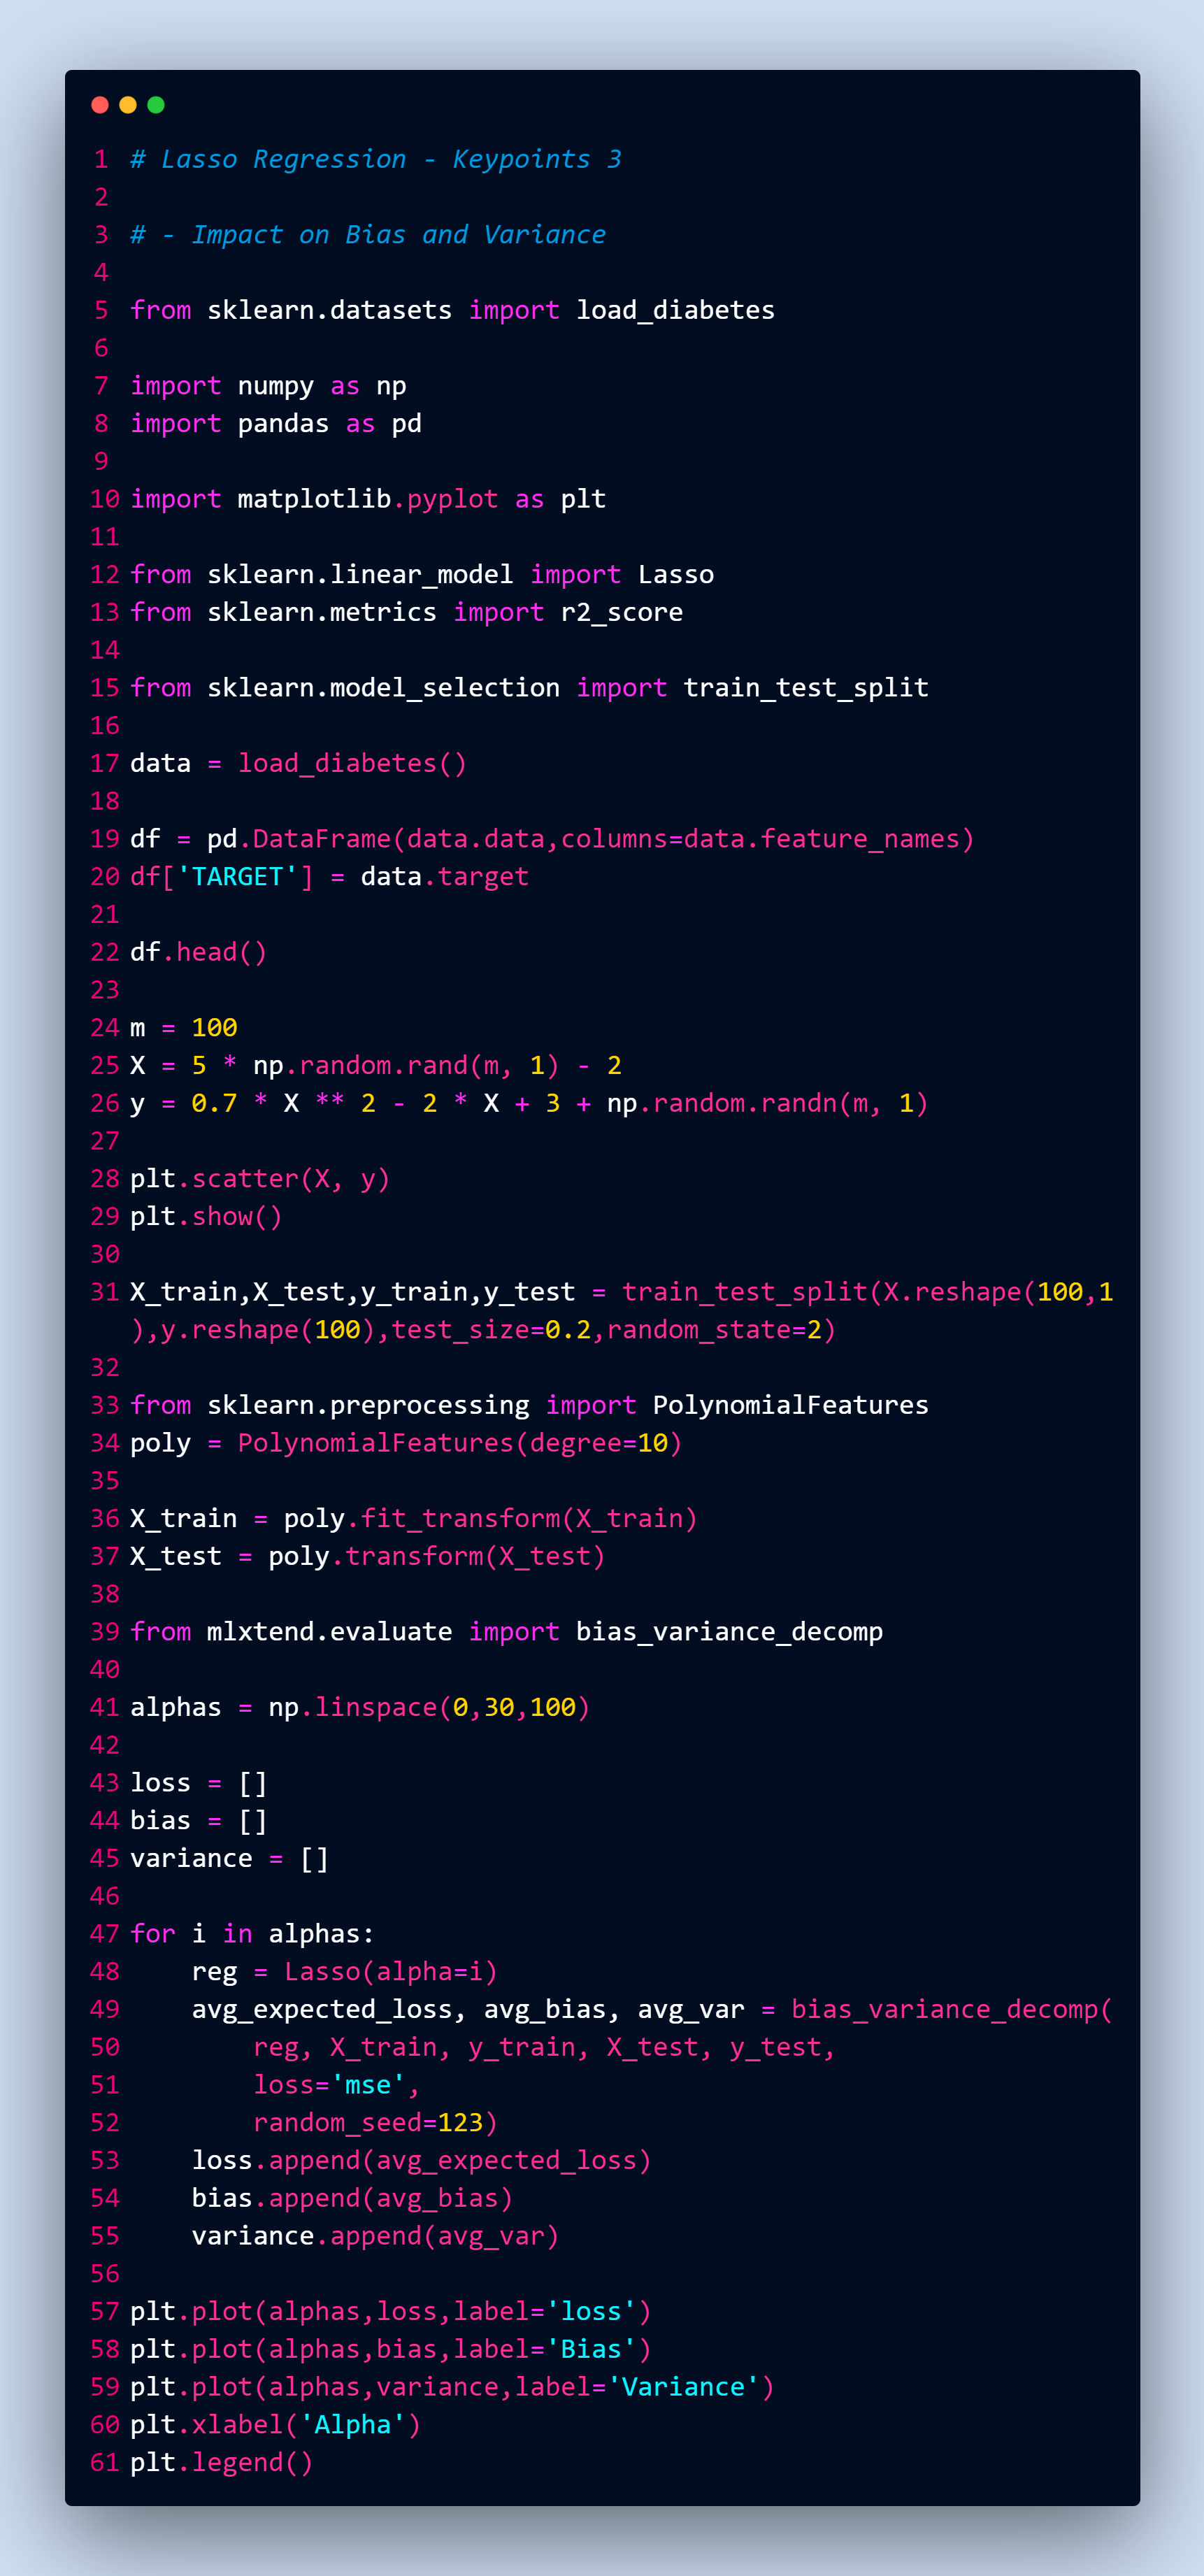 1 # Lasso Regression - Keypoints 3
2
3 # - Impact on Bias and Variance
4
5 from sklearn.datasets import load_diabetes
6
7 import numpy as np
8 import pandas as pd
9
10 import matplotlib.pyplot as plt
11
12 from sklearn.linear_model import Lasso
13 from sklearn.metrics import r2_score
14
15 from sklearn.model_selection import train_test_split
16
17 data = load_diabetes()
18
19 df = pd.DataFrame(data.data,columns=data.feature_names)
20 df['TARGET'] = data.target
21
22 df.head()
23
24 m = 100
25 X = 5 * np.random.rand(m, 1) - 2
26 y = 0.7 * X ** 2 - 2 * X + 3 + np.random.randn(m, 1)
27
28 plt.scatter(X, y)
29 plt.show()
30
31 X_train,X_test,y_train,y_test = train_test_split(X.reshape(100,1
),y.reshape(100),test_size=0.2,random_state=2)
32
33 from sklearn.preprocessing import PolynomialFeatures
34 poly = PolynomialFeatures(degree=10)
35
36 X_train = poly.fit_transform(X_train)
37 X_test = poly.transform(X_test)
38
39 from mlxtend.evaluate import bias_variance_decomp
40
41 alphas = np.linspace(0,30,100)
42
43 loss = []
44 bias = []
45 variance = []
46
47 for i in alphas:
48     reg = Lasso(alpha=i)
49     avg_expected_loss, avg_bias, avg_var = bias_variance_decomp(
50         reg, X_train, y_train, X_test, y_test,
51         loss='mse',
52         random_seed=123)
53     loss.append(avg_expected_loss)
54     bias.append(avg_bias)
55     variance.append(avg_var)
56
57 plt.plot(alphas,loss,label='loss')
58 plt.plot(alphas,bias,label='Bias')
59 plt.plot(alphas,variance,label='Variance')
60 plt.xlabel('Alpha')
61 plt.legend()